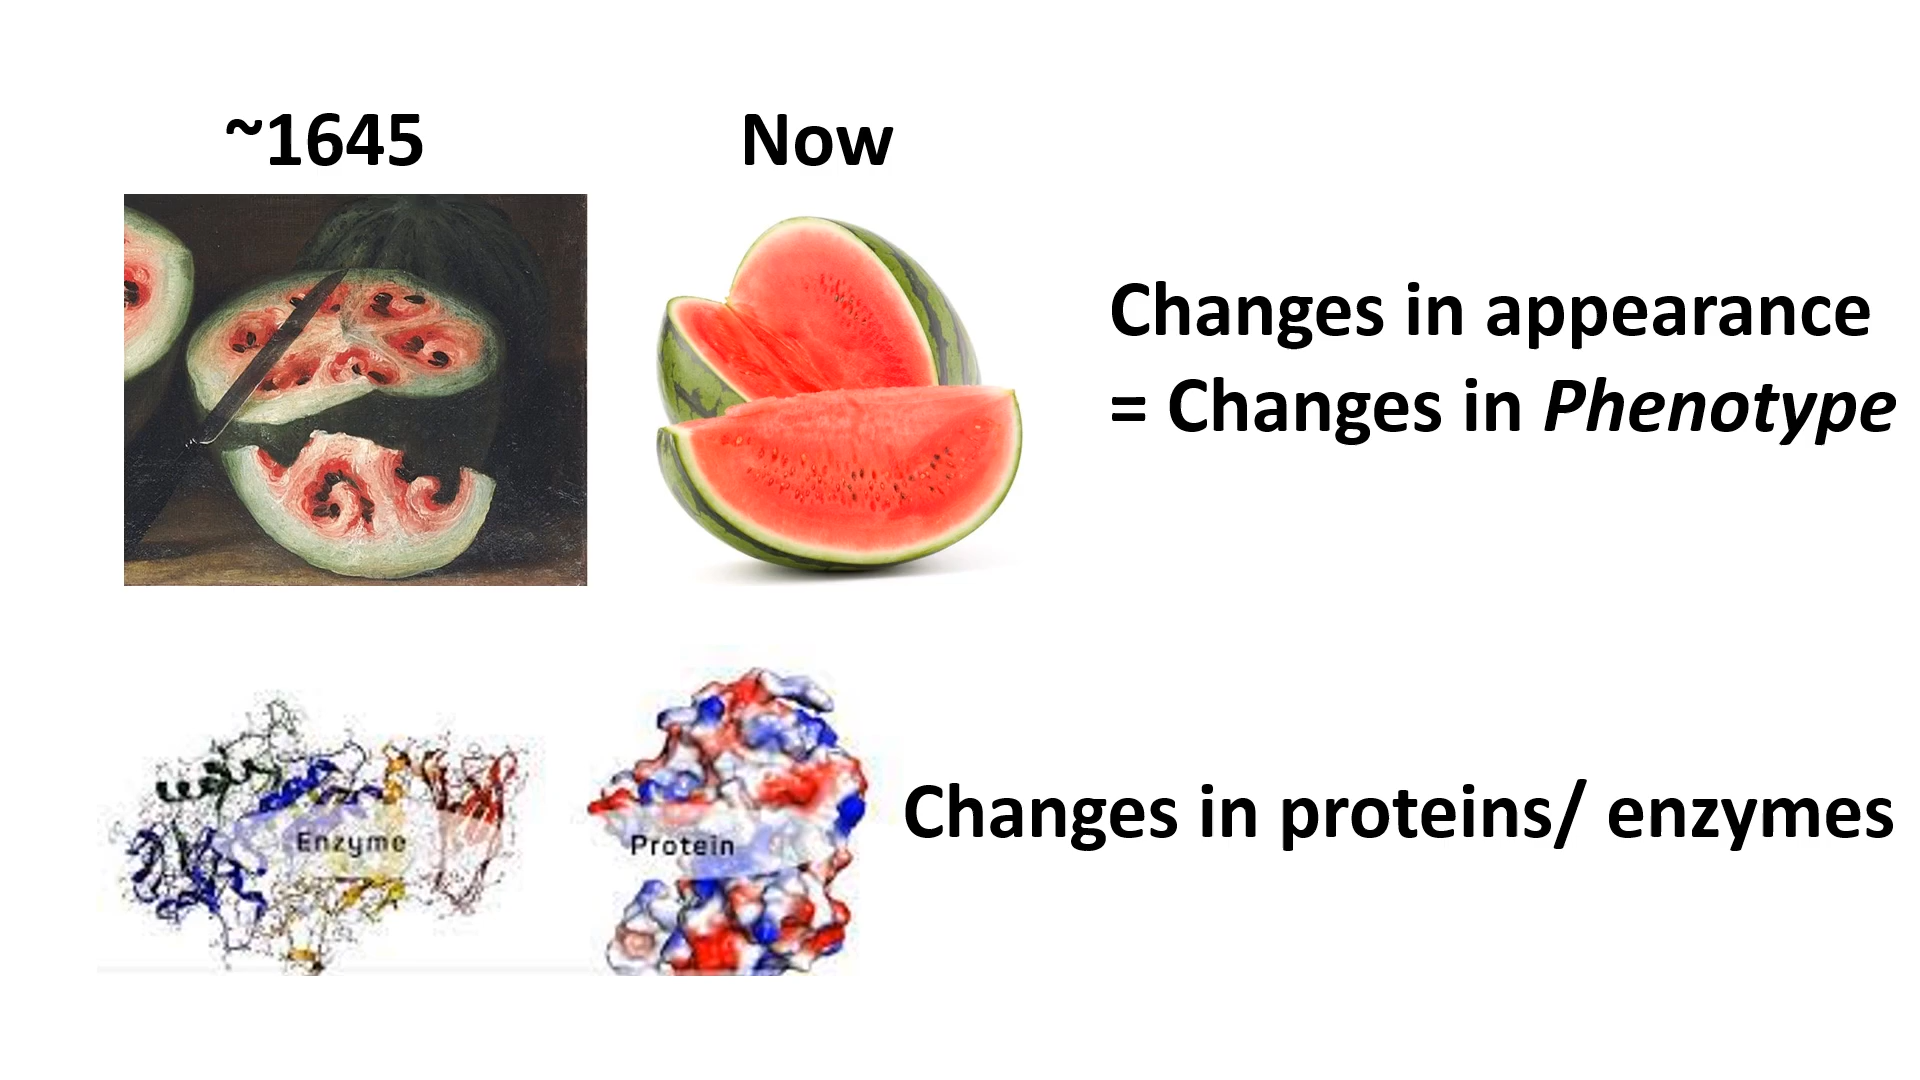 ~1645
Now
Changes in appearance
= Changes in Phenotype
Enzyme
Protein
Changes in proteins/ enzymes